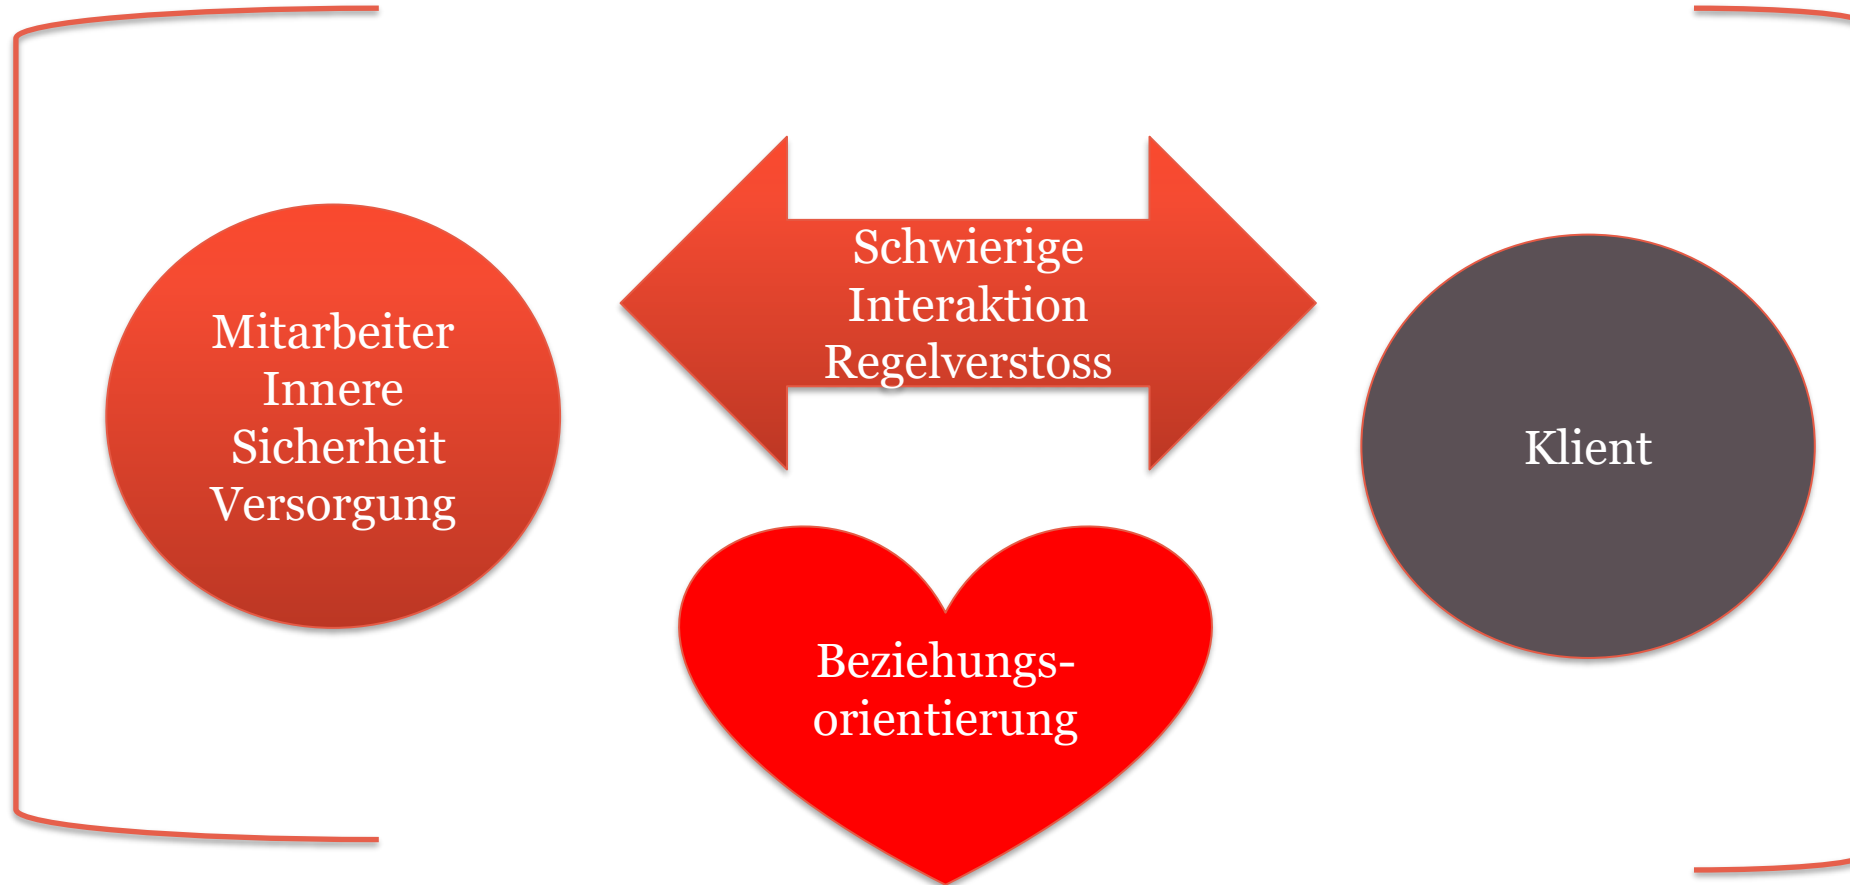 Mitarbeiter
Innere
Sicherheit
Versorgung
Schwierige
Interaktion
Regelverstoss
Klient
Beziehungs-
orientierung